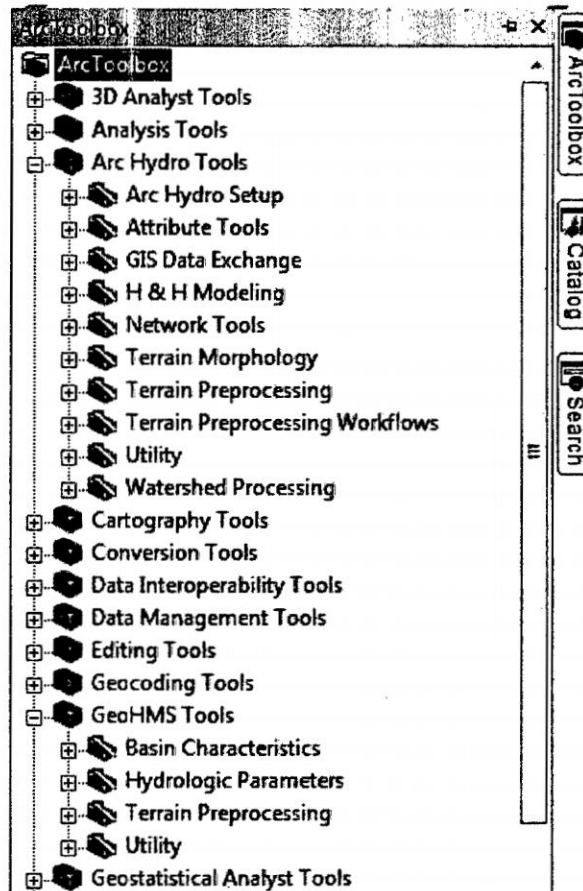 ArcToolbox
ArcToolbox
3D Analyst Tools
Analysis Tools
Arc Hydro Tools
Arc Hydro Setup
Attribute Tools
GIS Data Exchange
H & H Modeling
Network Tools
Terrain Morphology
Terrain Preprocessing
Terrain Preprocessing Workflows
Utility
Watershed Processing
Cartography Tools
Conversion Tools
Data Interoperability Tools
Data Management Tools
Editing Tools
Geocoding Tools
GeoHMS Tools
Basin Characteristics
Hydrologic Parameters
Terrain Preprocessing
Utility
Geostatistical Analyst Tools
ArcToolbox
Catalog
Search